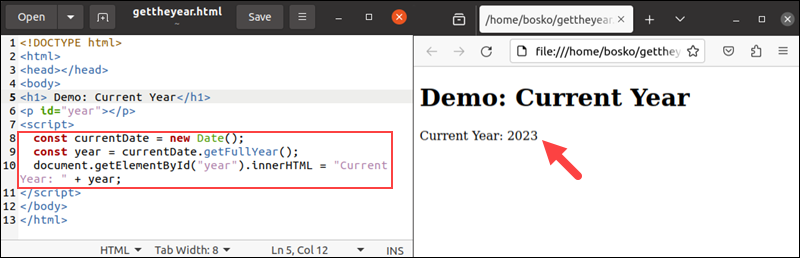 Open
gettheyear.html
~
Save
1 <!DOCTYPE html>
2 <html>
3 <head></head>
4 <body>
5 <h1> Demo: Current Year</h1>
6 <p id="year"></p>
7 <script>
8   const currentDate = new Date();
9   const year = currentDate.getFullYear();
10   document.getElementById("year").innerHTML = "Current
Year: " + year;
11 </script>
12 </body>
13 </html>
HTML
Tab Width: 8
Ln 5, Col 12
INS
/home/bosko/gettheyear.
file:///home/bosko/getthey
Demo: Current Year
Current Year: 2023